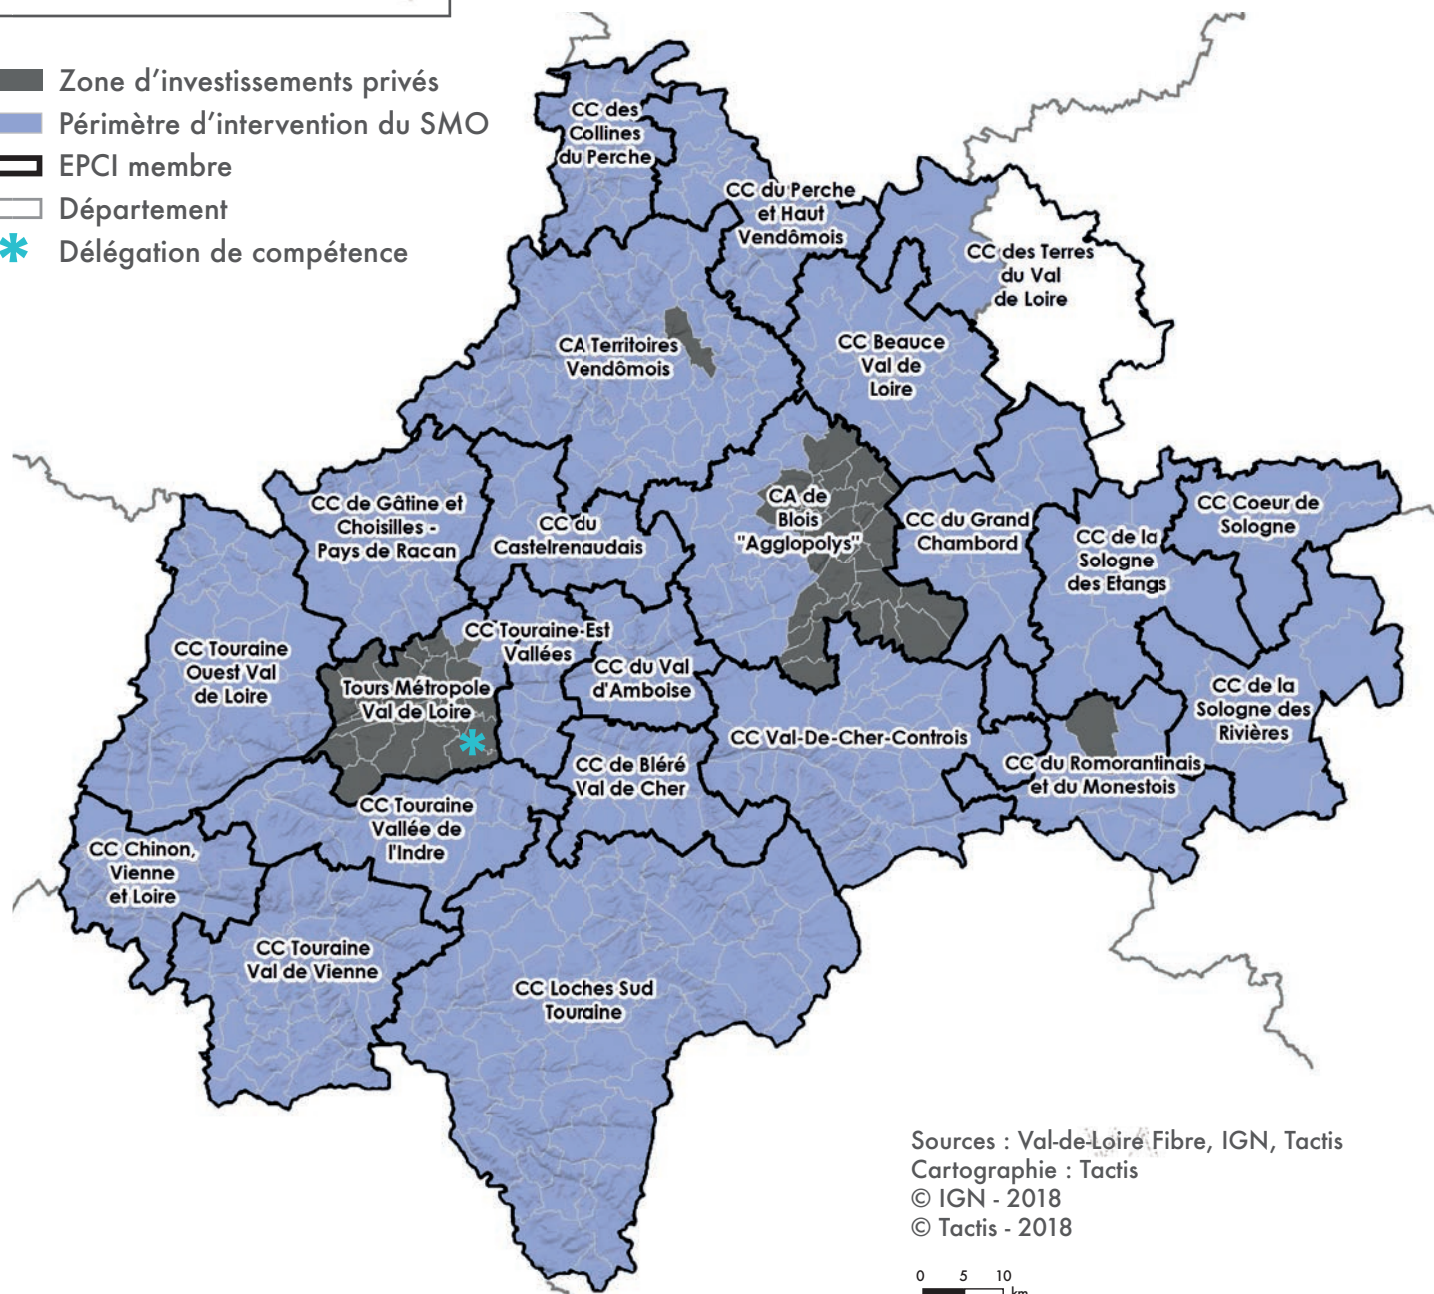 Zone d’investissements privés
Périmètre d’intervention du SMO
EPCI membre
Département
Délégation de compétence
CC des
Collines
du Perche
CC du Perche
et Haut
Vendômois
CC des Terres
du Val
de Loire
CA Territoires
Vendômois
CC Beauce
Val de
Loire
CC de Gâtine et
Choisilles -
Pays de Racan
CC du
Castelrenaudais
CA de
Blois
"Agglopolys"
CC du Grand
Chambord
CC de la
Sologne
des Etangs
CC Coeur de
Sologne
CC Touraine
Ouest Val
de Loire
CC Touraine-Est
Vallées
CC du Val
d'Amboise
Tours Métropole
Val de Loire
CC de la
Sologne des
Rivières
CC Val-De-Cher-Controis
CC de Bléré
Val de Cher
CC du Romorantinais
et du Monestois
CC Touraine
Vallée de
l'Indre
CC Chinon,
Vienne
et Loire
CC Touraine
Val de Vienne
CC Loches Sud
Touraine
Sources : Val-de-Loire Fibre, IGN, Tactis
Cartographie : Tactis
© IGN - 2018
© Tactis - 2018
0 5 10
km